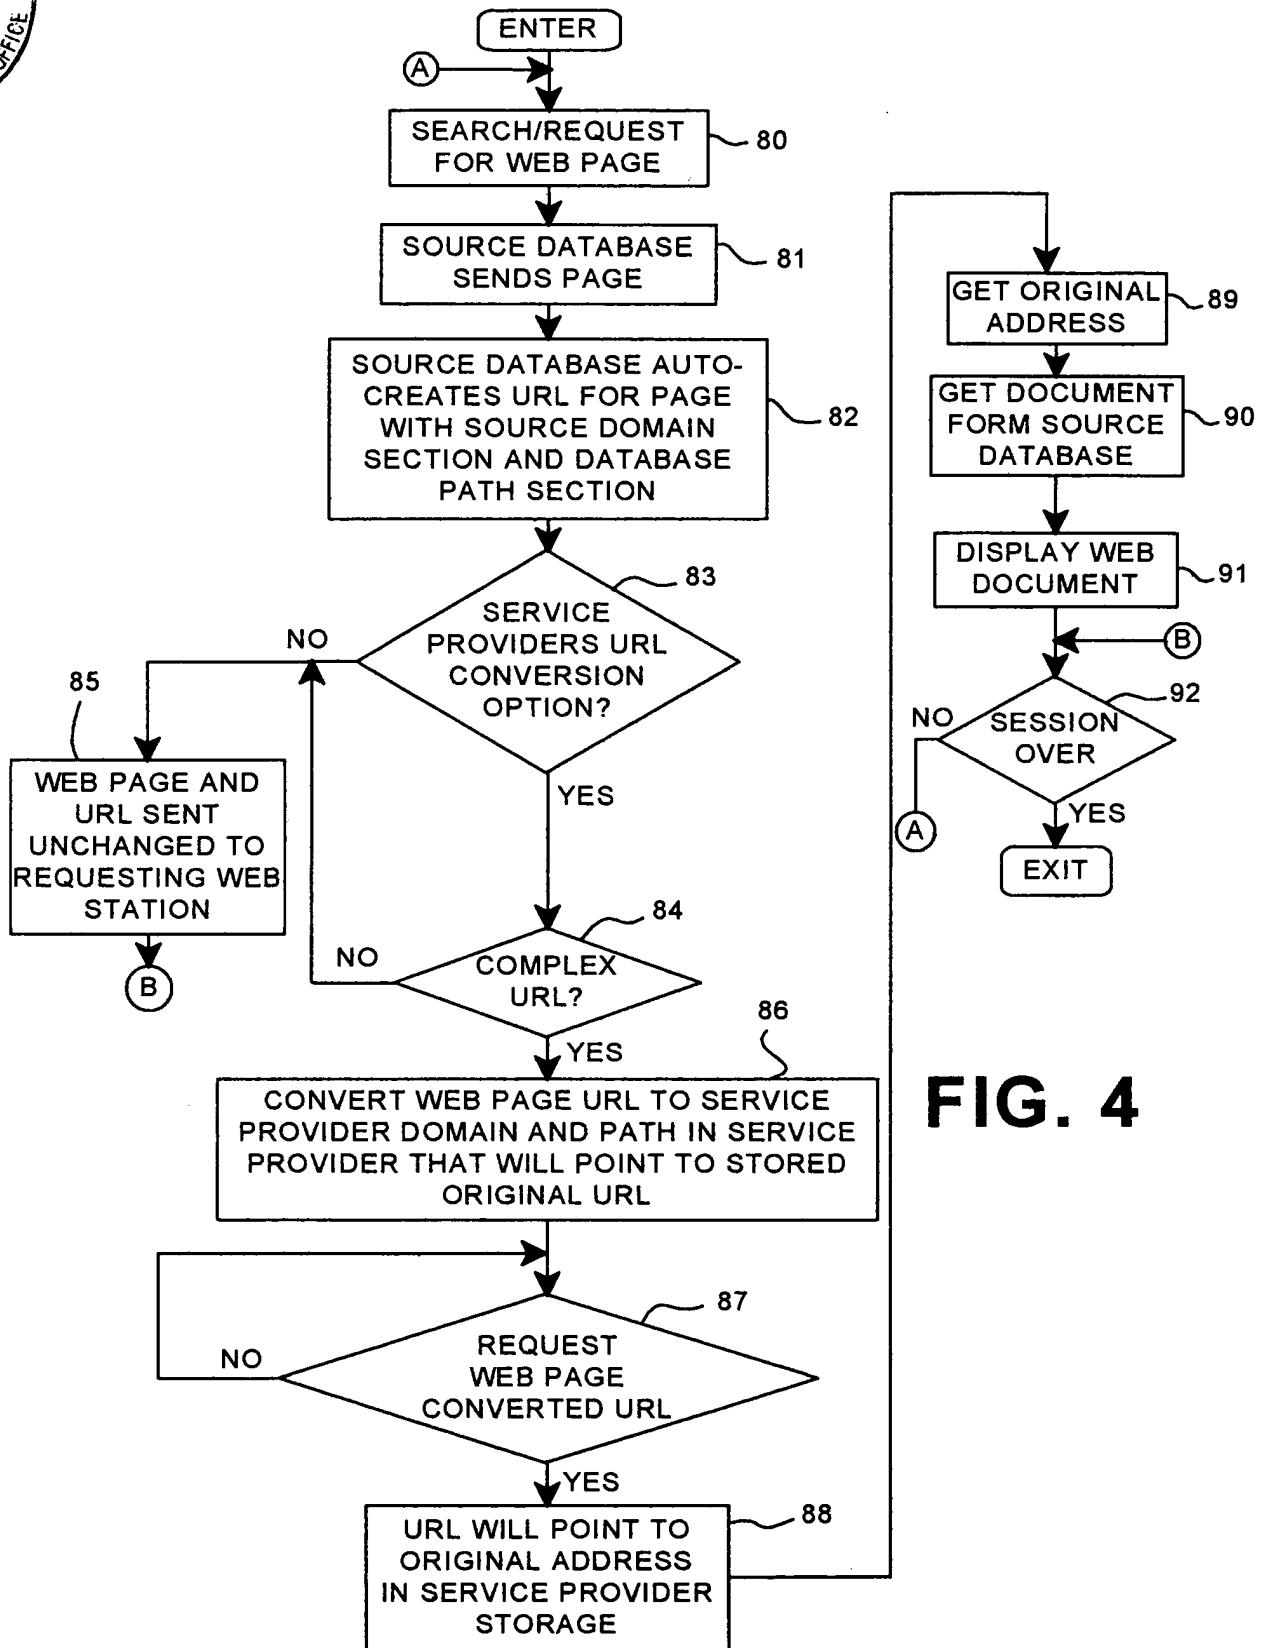 OFFICE
ENTER
A
SEARCH/REQUEST
FOR WEB PAGE
80
SOURCE DATABASE
SENDS PAGE
81
SOURCE DATABASE AUTO-
CREATES URL FOR PAGE
WITH SOURCE DOMAIN
SECTION AND DATABASE
PATH SECTION
82
SERVICE
PROVIDERS URL
CONVERSION
OPTION?
83
NO
YES
85
WEB PAGE AND
URL SENT
UNCHANGED TO
REQUESTING WEB
STATION
B
COMPLEX
URL?
84
NO
YES
86
CONVERT WEB PAGE URL TO SERVICE
PROVIDER DOMAIN AND PATH IN SERVICE
PROVIDER THAT WILL POINT TO STORED
ORIGINAL URL
REQUEST
WEB PAGE
CONVERTED URL
87
NO
YES
URL WILL POINT TO
ORIGINAL ADDRESS
IN SERVICE PROVIDER
STORAGE
88
GET ORIGINAL
ADDRESS
89
GET DOCUMENT
FORM SOURCE
DATABASE
90
DISPLAY WEB
DOCUMENT
91
B
SESSION
OVER
92
NO
A
YES
EXIT
FIG. 4